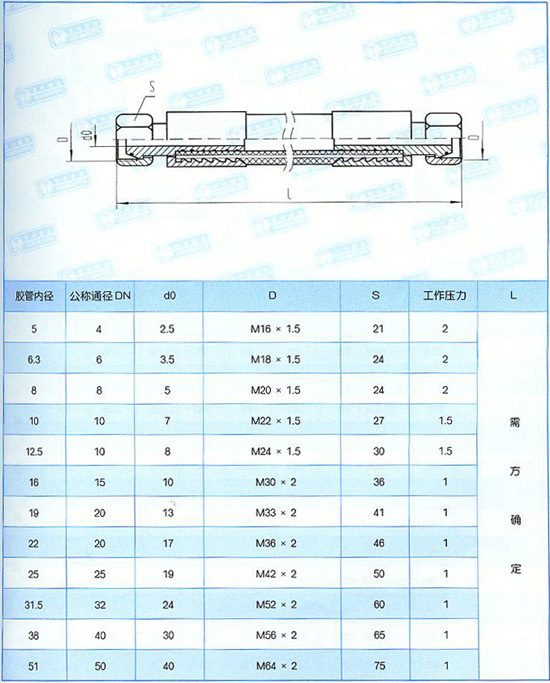 S
D
d0
D
L
胶管内径 公称通径 DN d0 D S 工作压力 L
5 4 2.5 M16 × 1.5 21 2
6.3 6 3.5 M18 × 1.5 24 2
8 8 5 M20 × 1.5 24 2
10 10 7 M22 × 1.5 27 1.5
12.5 10 8 M24 × 1.5 30 1.5
16 15 10 M30 × 2 36 1
19 20 13 M33 × 2 41 1
22 20 17 M36 × 2 46 1
25 25 19 M42 × 2 50 1
31.5 32 24 M52 × 2 60 1
38 40 30 M56 × 2 65 1
51 50 40 M64 × 2 75 1
需
方
确
定